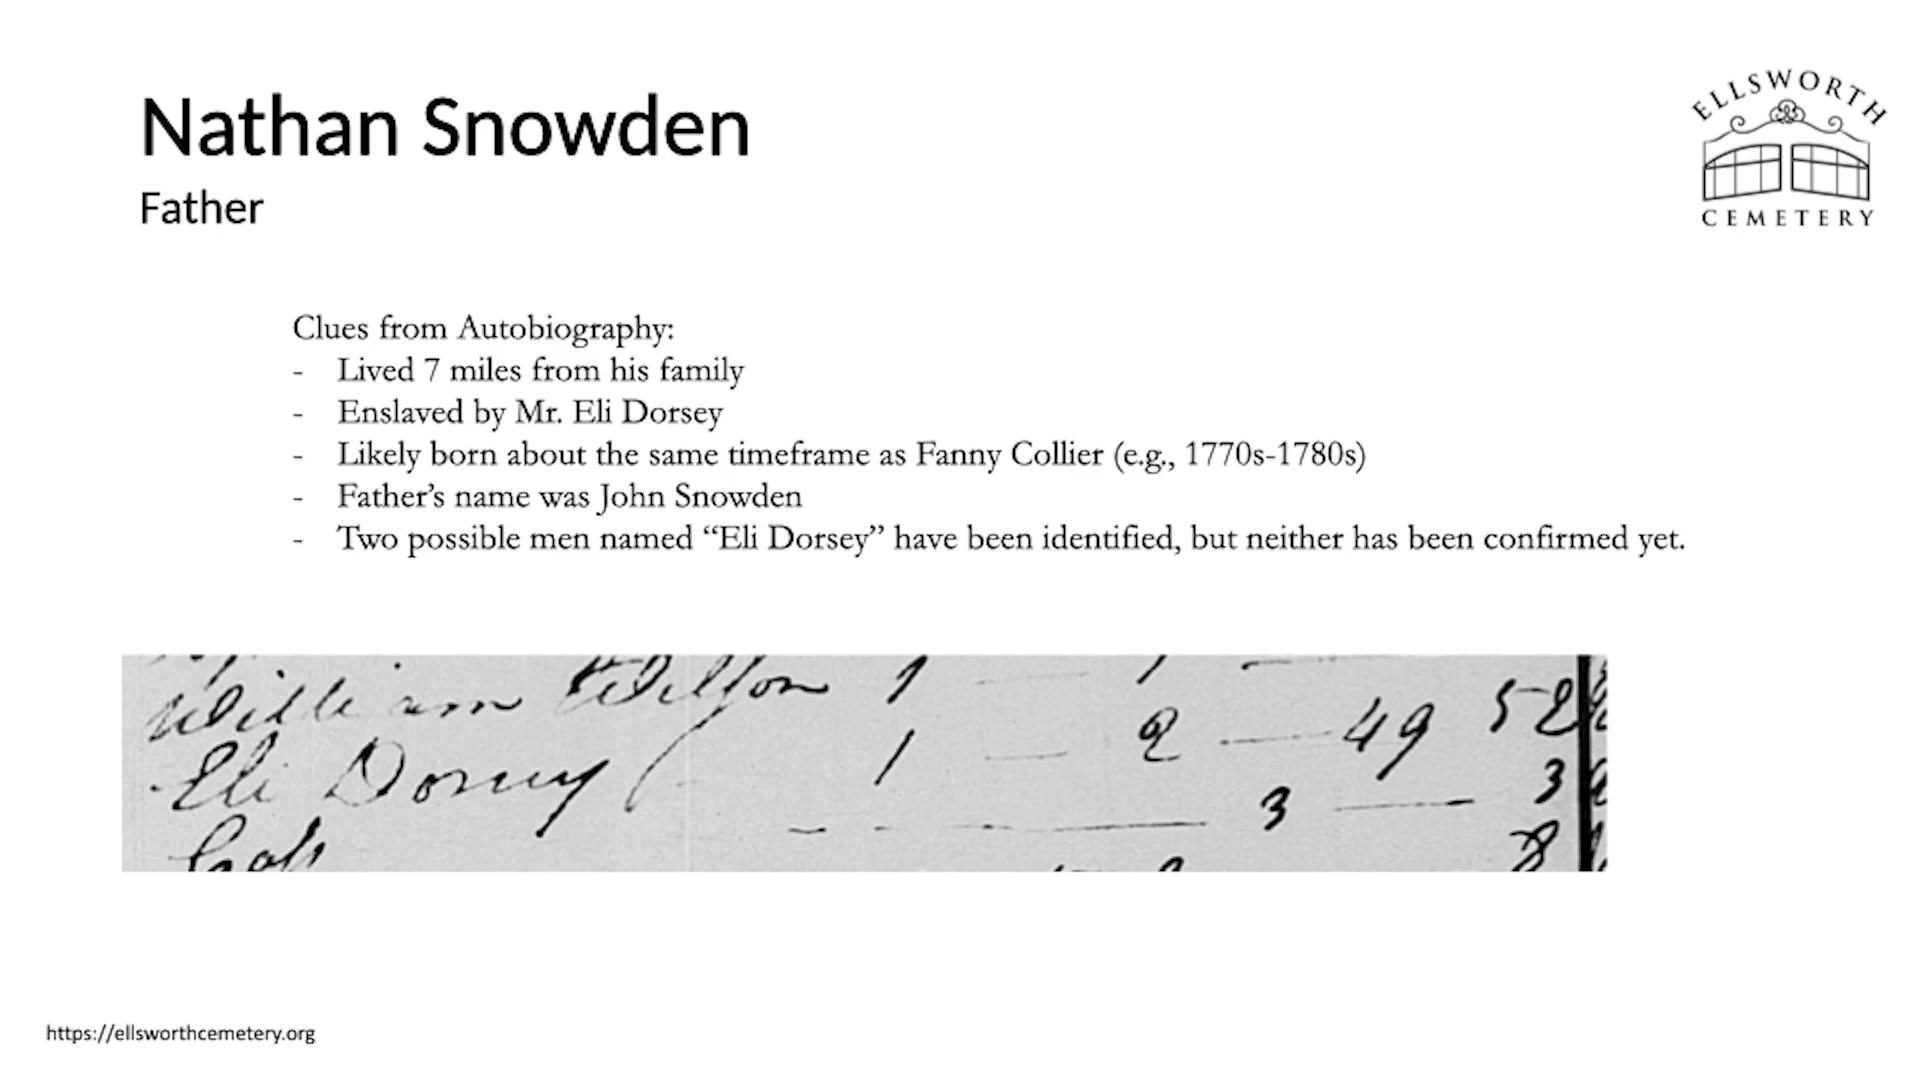 Nathan Snowden
Father
ELLSWORTH
CEMETERY
Clues from Autobiography:
- Lived 7 miles from his family
- Enslaved by Mr. Eli Dorsey
- Likely born about the same timeframe as Fanny Collier (e.g., 1770s-1780s)
- Father’s name was John Snowden
- Two possible men named “Eli Dorsey” have been identified, but neither has been confirmed yet.
William Wilson 1 — 1 —
Eli Dorsey 1 — 2 — 49 52
— 3 — 3
https://ellsworthcemetery.org